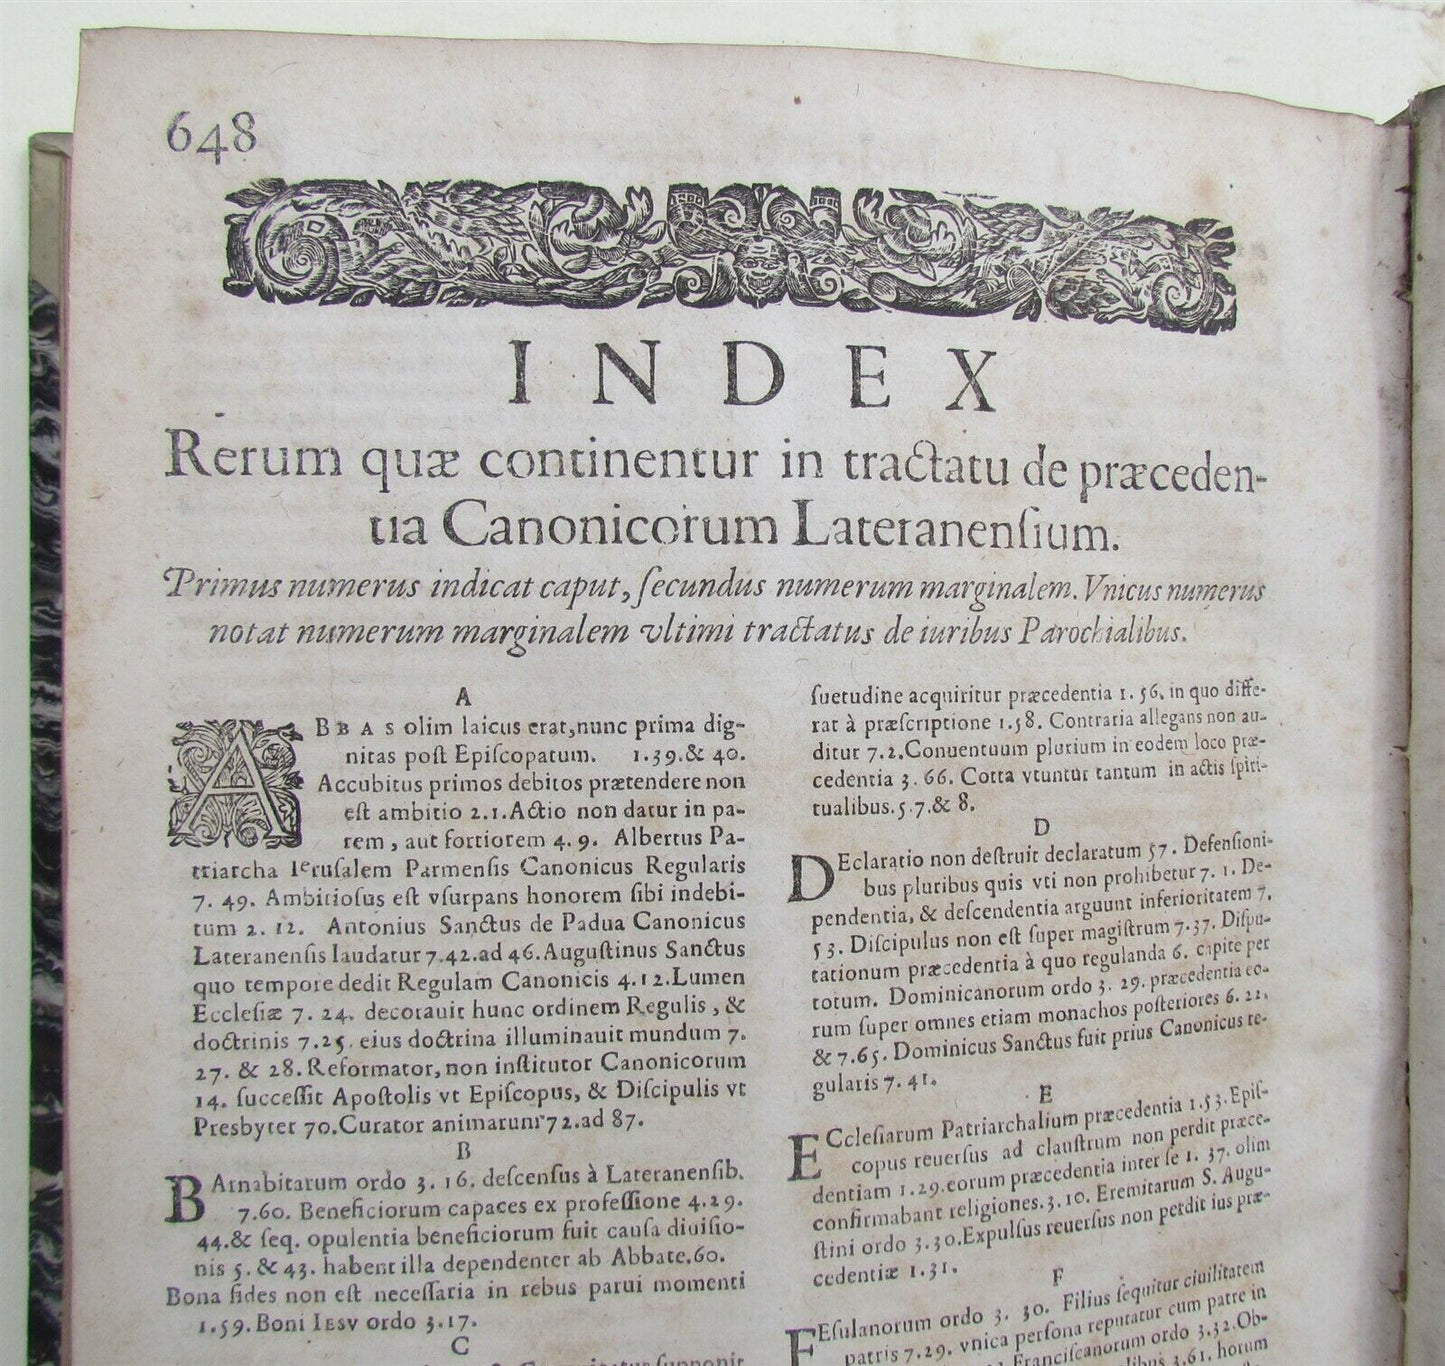 648
INDEX
Rerum quæ continentur in tractatu de præceden-
tia Canonicorum Lateranenſium.
Primus numerus indicat caput, ſecundus numerum marginalem. Vnicus numerus
notat numerum marginalem vltimi tractatus de iuribus Parochialibus.
A
ABBAS olim laicus erat, nunc prima dig-
nitas poſt Epiſcopatum. 1.39.& 40.
Accubitus primos debitos prætendere non
eſt ambitio 2.1. Actio non datur in pa-
rem, aut fortiorem 4.9. Albertus Pa-
triarcha Ieruſalem Parmenſis Canonicus Regularis
7. 49. Ambitioſus eſt vſurpans honorem ſibi indebi-
tum 2. 12. Antonius Sanctus de Padua Canonicus
Lateranenſis laudatur 7.42.ad 46. Auguſtinus Sanctus
quo tempore dedit Regulam Canonicis 4.12. Lumen
Eccleſiæ 7. 24. decorauit hunc ordinem Regulis, &
doctrinis 7.25. eius doctrina illuminauit mundum 7.
27. & 28. Reformator, non inſtitutor Canonicorum
14. ſucceſſit Apoſtolis vt Epiſcopus, & Diſcipulis vt
Presbyter 70. Curator animarum 72.ad 87.
B
BArnabitarum ordo 3. 16. deſcenſus à Lateranenſib.
7.60. Beneficiorum capaces ex profeſſione 4.29.
44.& ſeq. opulentia beneficiorum fuit cauſa diuiſio-
nis 5. & 43. habent illa dependenter ab Abbate.60.
Bona fides non eſt neceſſaria in rebus parui momenti
1.59. Boni IESV ordo 3.17.
C
& ſupponit
ſuetudine acquiritur præcedentia 1. 56. in quo diffe-
rat à præſcriptione 1.58. Contraria allegans non au-
ditur 7.2. Conuentuum plurium in eodem loco præ-
cedentia 3. 66. Cotta vtuntur tantum in actis ſpiri-
tualibus. 5.7.& 8.
D
DEclaratio non deſtruit declaratum 57. Defenſioni-
bus pluribus quis vti non prohibetur 7. 1. De-
pendentia, & deſcendentia arguunt inferioritatem 7.
53. Diſcipulus non eſt ſuper magiſtrum 7.37. Diſpu-
tationum præcedentia à quo regulanda 6. capite per
totum. Dominicanorum ordo 3. 29. præcedentia eo-
rum ſuper omnes etiam monachos poſteriores 6. 22.
& 7.65. Dominicus Sanctus fuit prius Canonicus re-
gularis 7. 41.
E
ECcleſiarum Patriarchalium præcedentia 1.53. Epiſ-
copus reuerſus ad clauſtrum non perdit præce-
dentiam 1.29. eorum præcedentia inter ſe 1. 37. olim
confirmabant religiones. 3.10. Eremitarum S. Augu-
ſtini ordo 3.30. Expulſus reuerſus non perdit ius præ-
cedentiæ 1.31.
F
FEſulanorum ordo 3. 30. Filius ſequitur ciuilitatem
patris 7.29. vnica perſona reputatur cum patre in
Franciſcanorum ordo 3.32. Ob-
3.61. horum